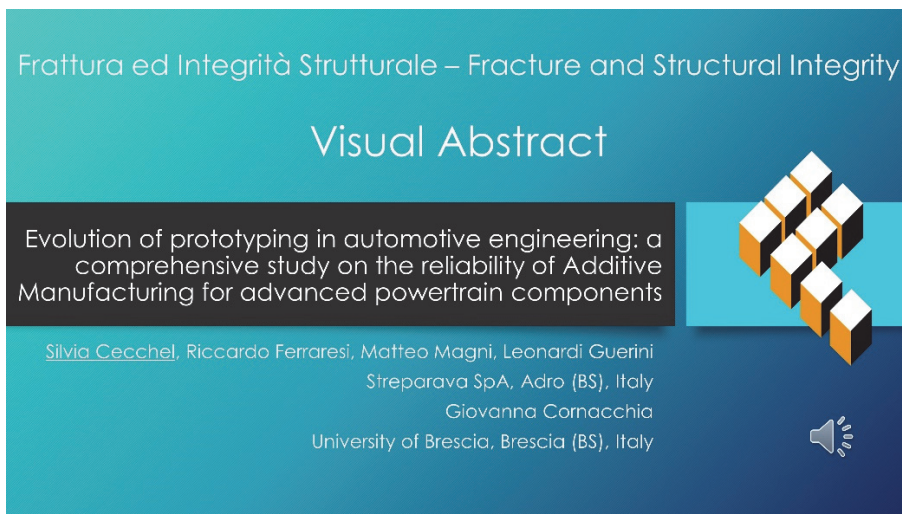 Frattura ed Integrità Strutturale – Fracture and Structural Integrity
Visual Abstract
Evolution of prototyping in automotive engineering: a
comprehensive study on the reliability of Additive
Manufacturing for advanced powertrain components
Silvia Cecchel, Riccardo Ferraresi, Matteo Magni, Leonardi Guerini
Streparava SpA, Adro (BS), Italy
Giovanna Cornacchia
University of Brescia, Brescia (BS), Italy